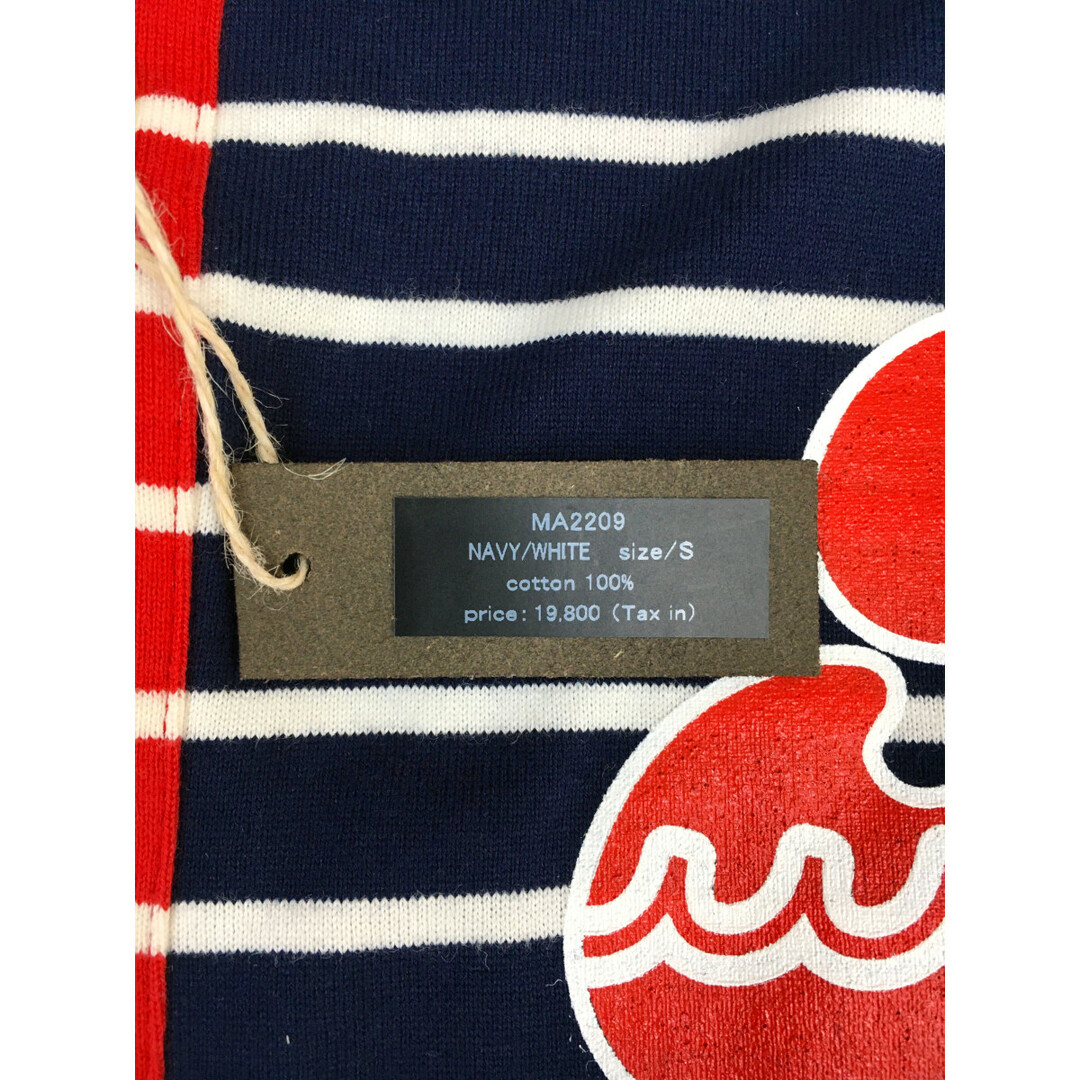 MA2209
NAVY/WHITE size/S
cotton 100%
price: 19,800 (Tax in)